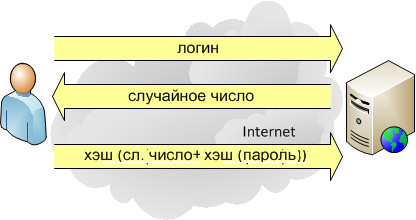 логин
случайное число
Internet
хэш (сл. число+ хэш (пароль))